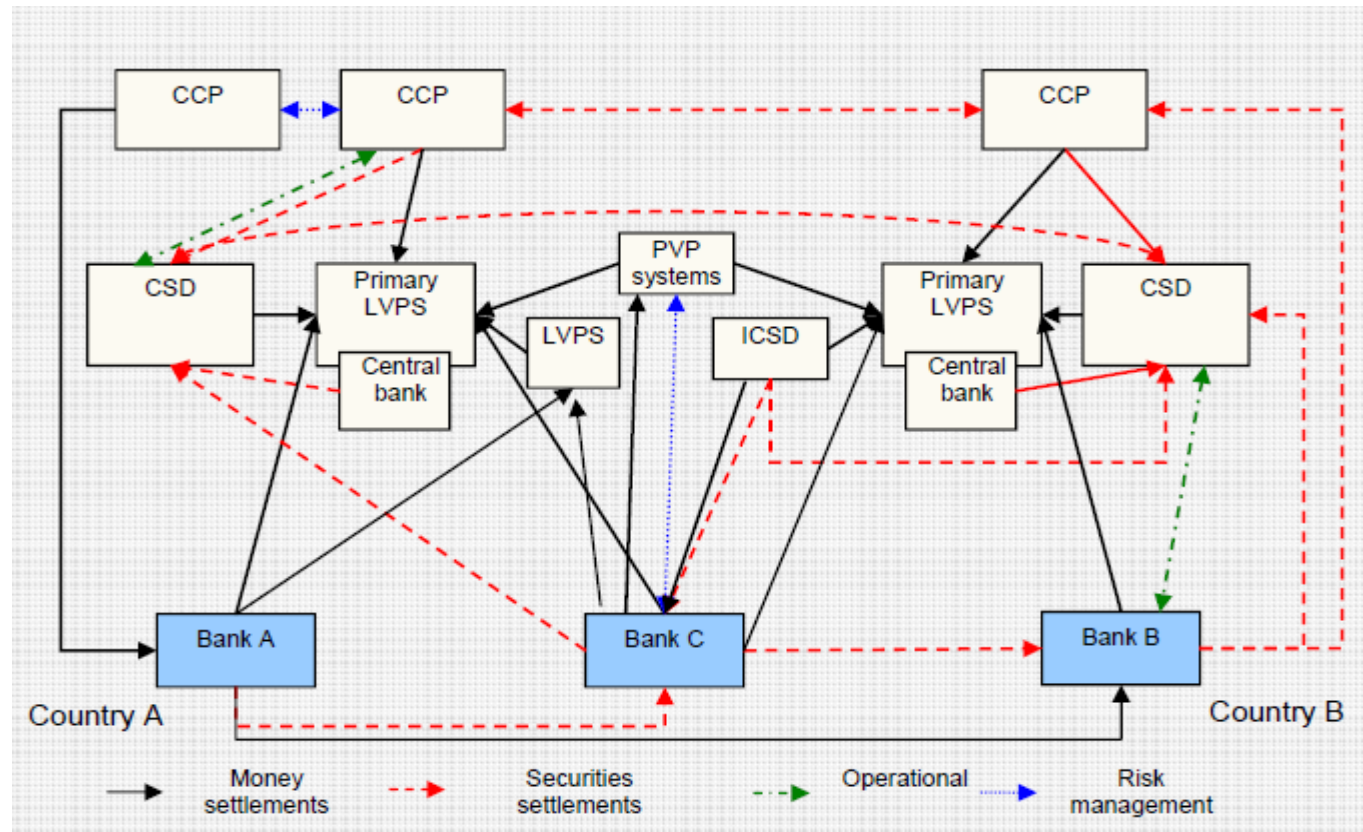 CCP
CCP
CCP
PVP
systems
CSD
Primary
LVPS
Primary
LVPS
CSD
LVPS
ICSD
Central
bank
Central
bank
Bank A
Bank C
Bank B
Country A
Country B
Money
settlements
Securities
settlements
Operational
Risk
management